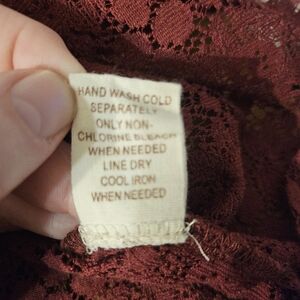 HAND WASH COLD
SEPARATELY
ONLY NON-
CHLORINE BLEACH
WHEN NEEDED
LINE DRY
COOL IRON
WHEN NEEDED